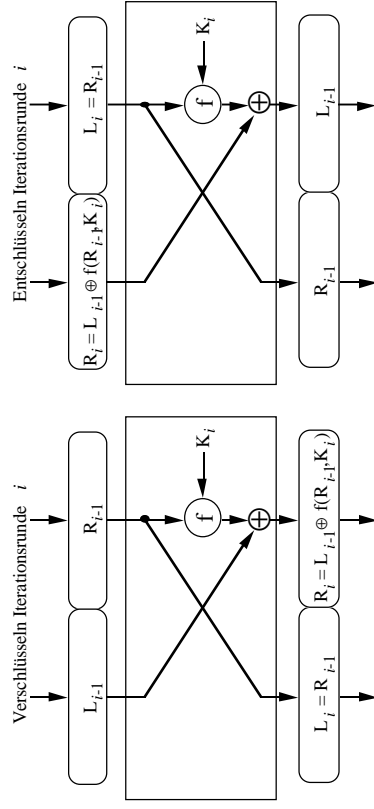 Verschlüsseln Iterationsrunde i
L_{i-1}
R_{i-1}
f
K_i
⊕
L_i = R_{i-1}
R_i = L_{i-1} ⊕ f(R_{i-1}, K_i)
Entschlüsseln Iterationsrunde i
R_i = L_{i-1} ⊕ f(R_{i-1}, K_i)
L_i = R_{i-1}
f
K_i
⊕
R_{i-1}
L_{i-1}